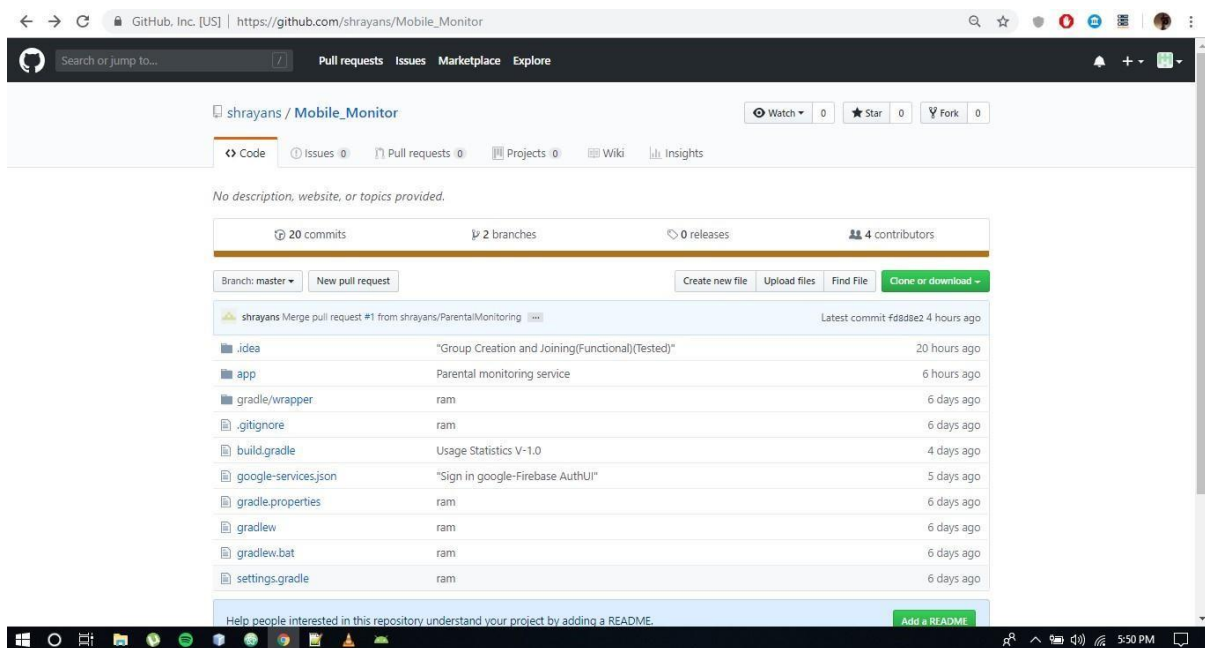 GitHub, Inc. [US] | https://github.com/shrayans/Mobile_Monitor
Search or jump to... / Pull requests Issues Marketplace Explore
shrayans / Mobile_Monitor Watch 0 Star 0 Fork 0
Code Issues 0 Pull requests 0 Projects 0 Wiki Insights
No description, website, or topics provided.
20 commits 2 branches 0 releases 4 contributors
Branch: master New pull request Create new file Upload files Find File Clone or download
shrayans Merge pull request #1 from shrayans/ParentalMonitoring ... Latest commit fd8d8e2 4 hours ago
.idea "Group Creation and Joining(Functional)(Tested)" 20 hours ago
app Parental monitoring service 6 hours ago
gradle/wrapper ram 6 days ago
.gitignore ram 6 days ago
build.gradle Usage Statistics V-1.0 4 days ago
google-services.json "Sign in google-Firebase AuthUI" 5 days ago
gradle.properties ram 6 days ago
gradlew ram 6 days ago
gradlew.bat ram 6 days ago
settings.gradle ram 6 days ago
Help people interested in this repository understand your project by adding a README. Add a README
5:50 PM